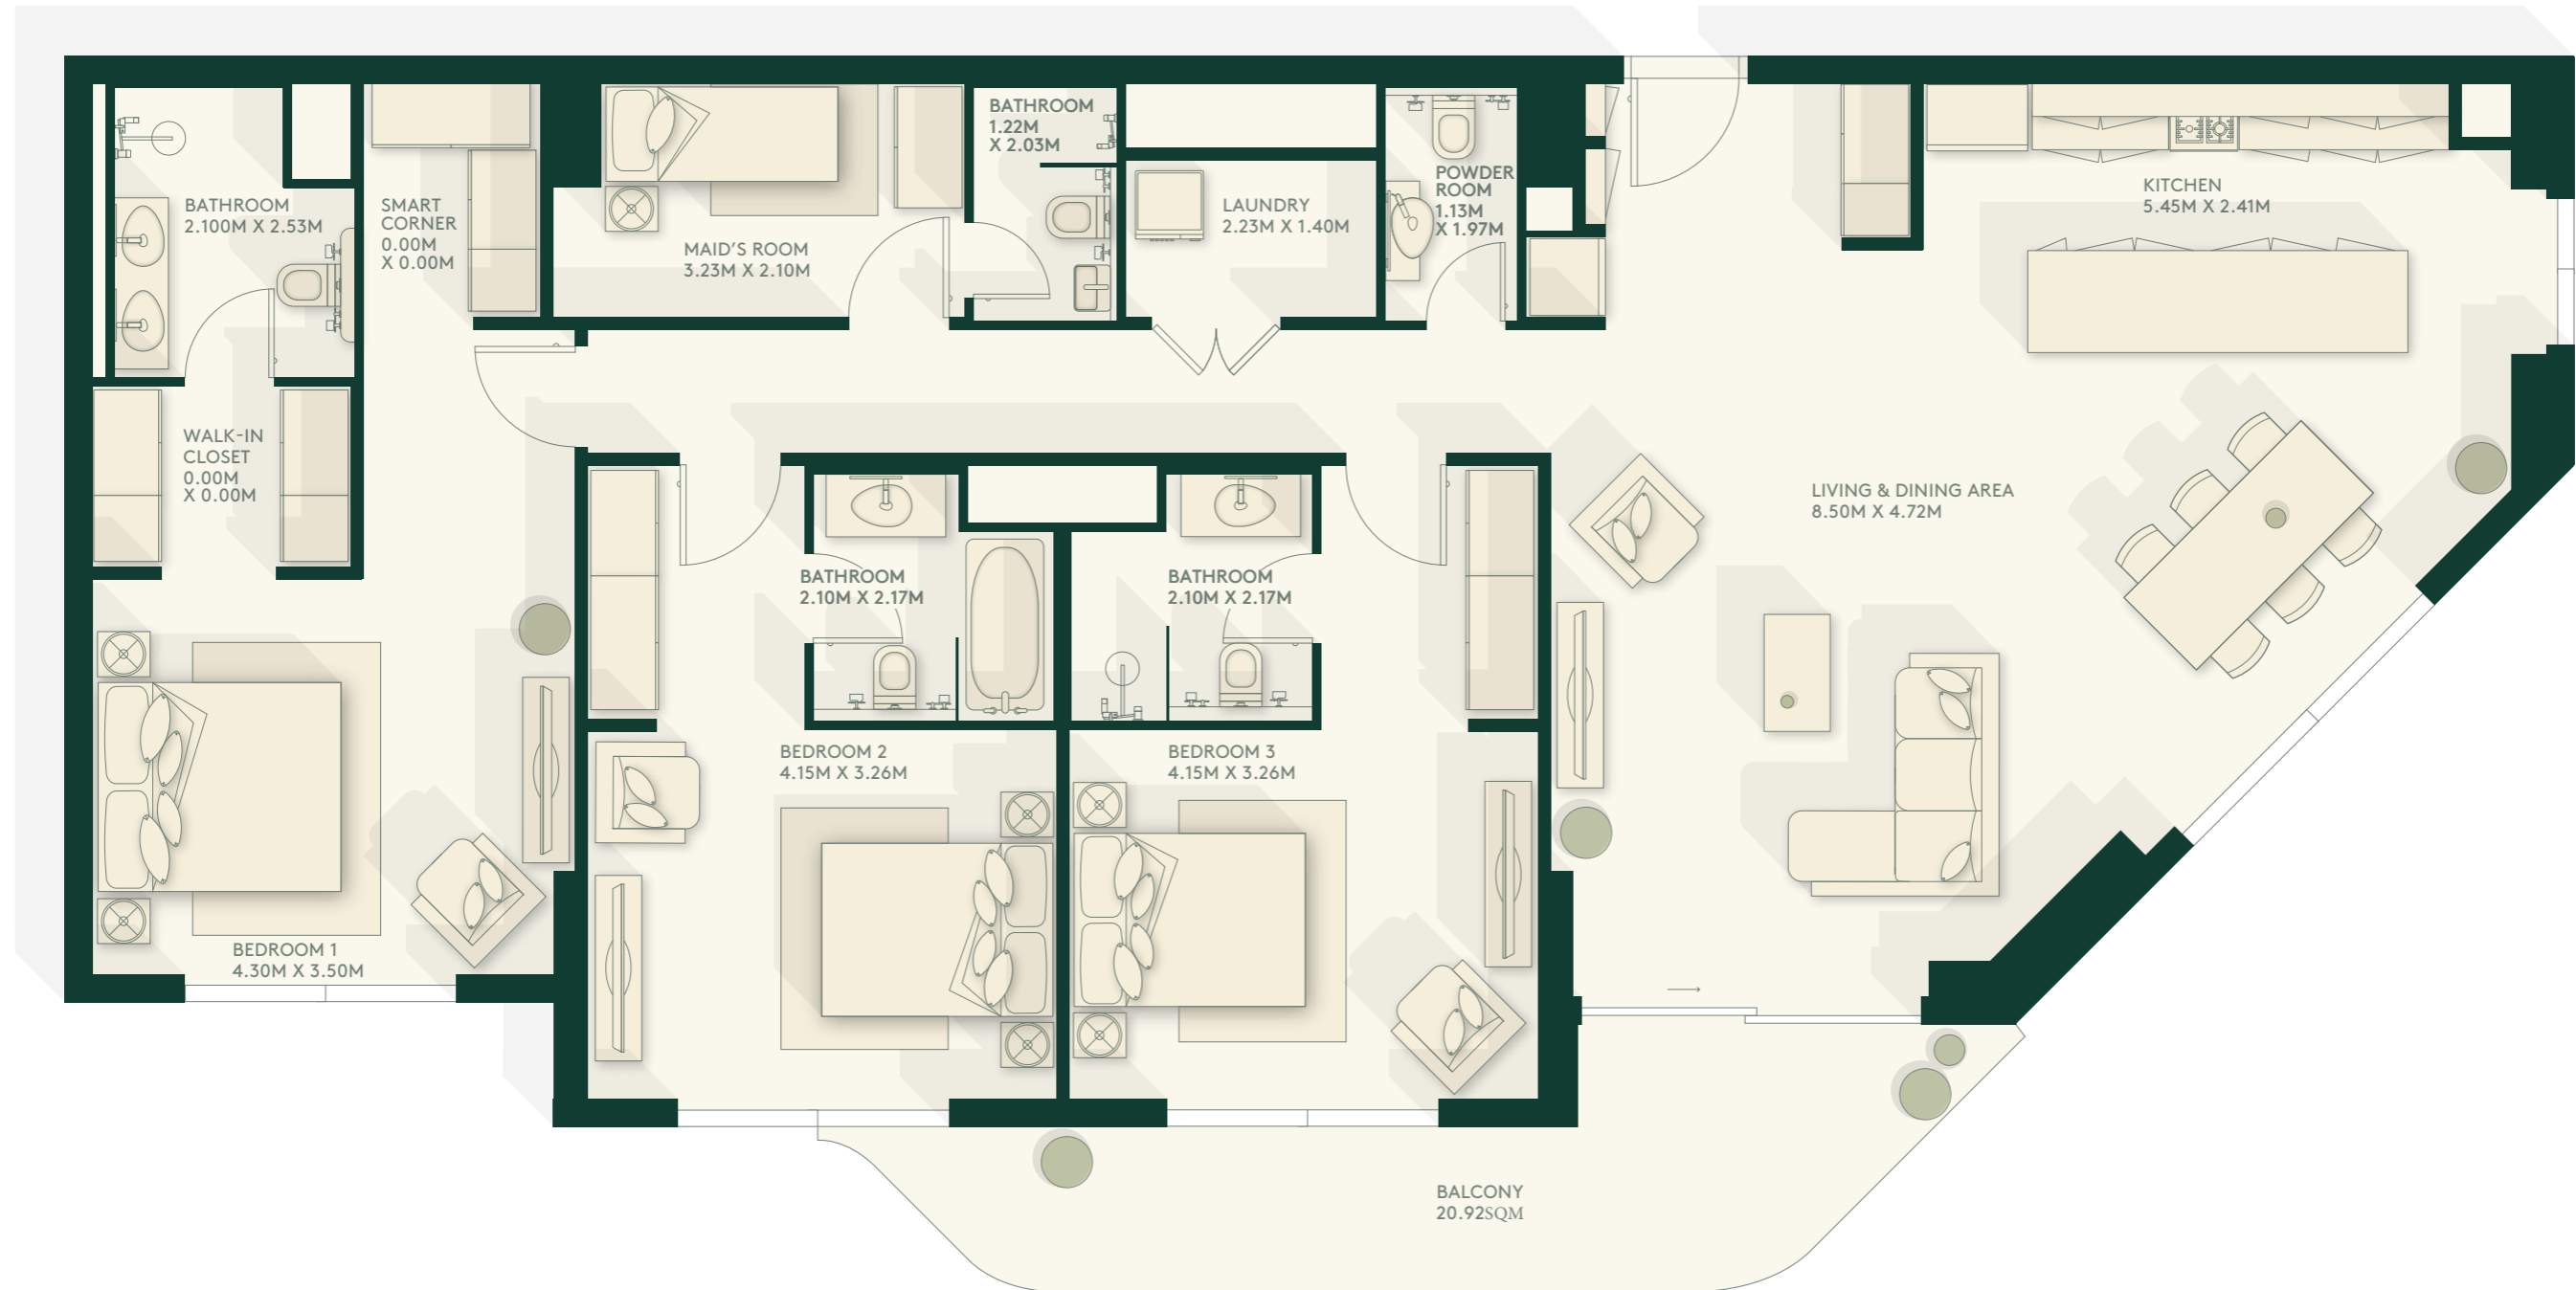 BATHROOM
2.100M X 2.53M
SMART
CORNER
0.00M
X 0.00M
MAID'S ROOM
3.23M X 2.10M
BATHROOM
1.22M
X 2.03M
LAUNDRY
2.23M X 1.40M
POWDER
ROOM
1.13M
X 1.97M
KITCHEN
5.45M X 2.41M
WALK-IN
CLOSET
0.00M
X 0.00M
LIVING & DINING AREA
8.50M X 4.72M
BATHROOM
2.10M X 2.17M
BATHROOM
2.10M X 2.17M
BEDROOM 2
4.15M X 3.26M
BEDROOM 3
4.15M X 3.26M
BEDROOM 1
4.30M X 3.50M
BALCONY
20.92SQM